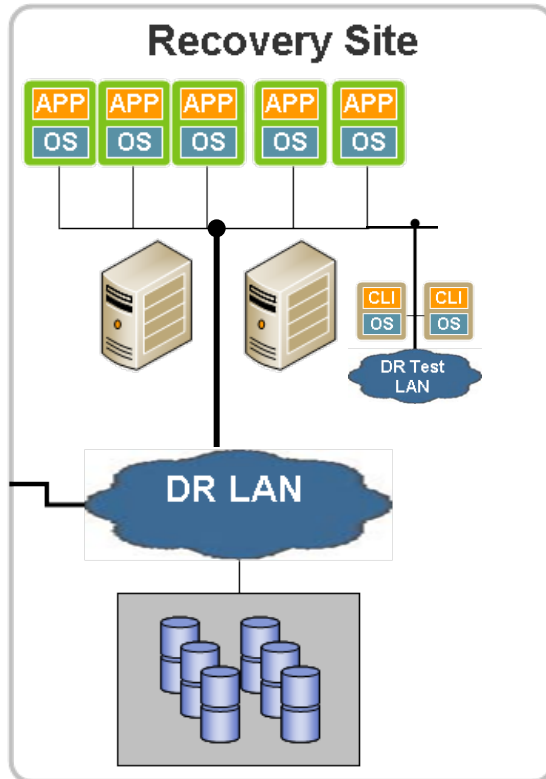 Recovery Site
APP APP APP APP APP
OS OS OS OS OS
CLI CLI
OS OS
DR Test
LAN
DR LAN